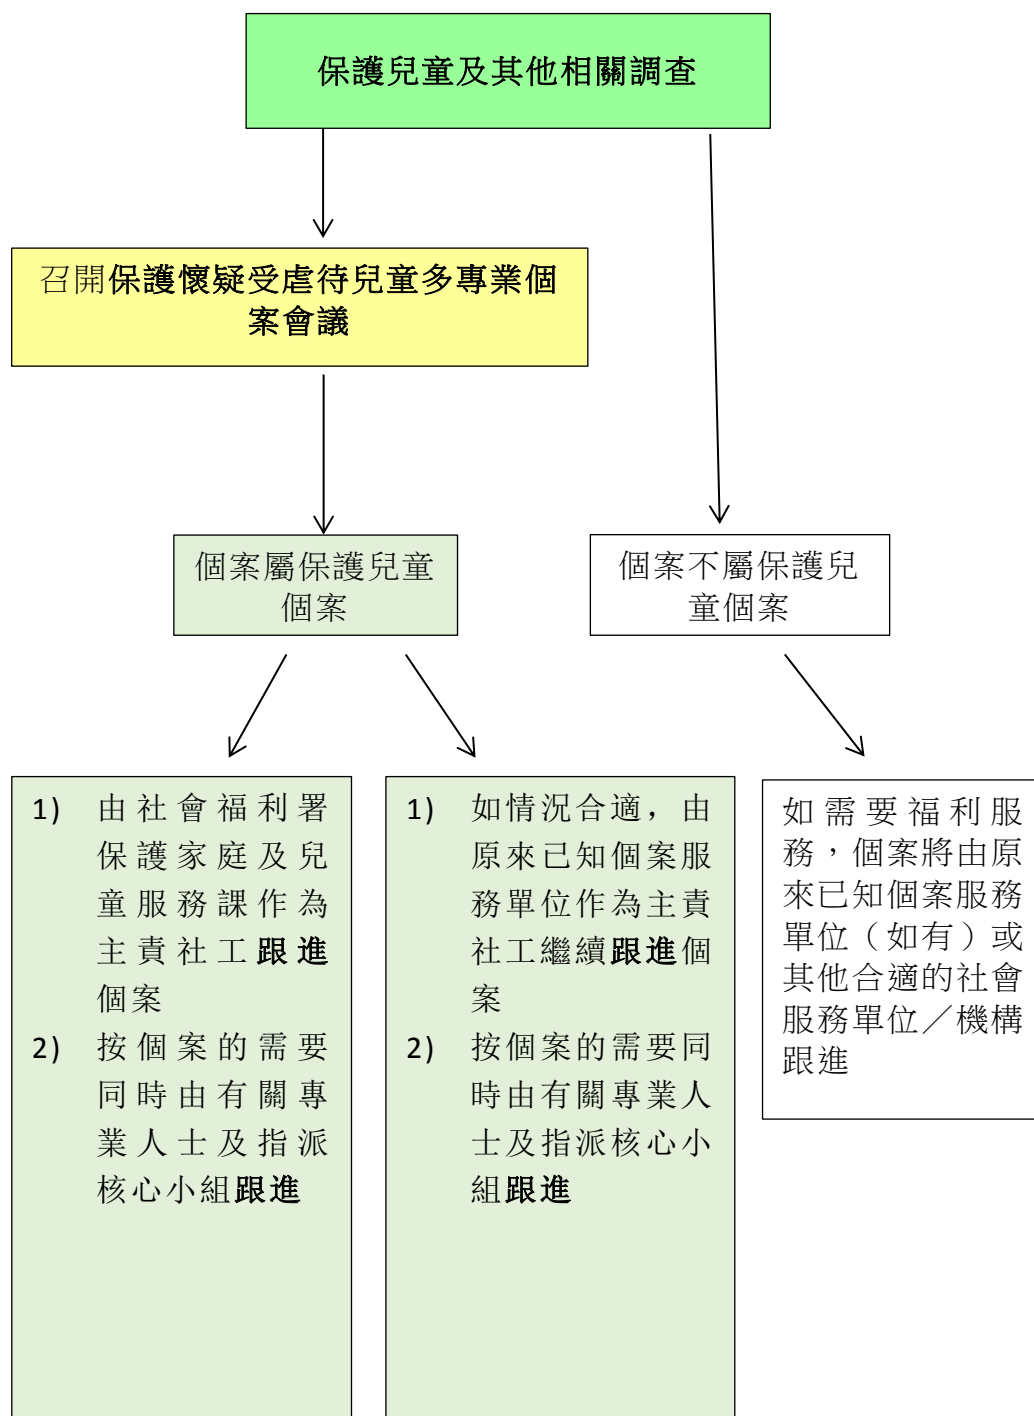 保護兒童及其他相關調查
召開保護懷疑受虐待兒童多專業個
案會議
個案屬保護兒童
個案
個案不屬保護兒
童個案
1) 由社會福利署
保護家庭及兒
童服務課作為
主責社工跟進
個案
2) 按個案的需要
同時由有關專
業人士及指派
核心小組跟進
1) 如情況合適，由
原來已知個案服
務單位作為主責
社工繼續跟進個
案
2) 按個案的需要同
時由有關專業人
士及指派核心小
組跟進
如需要福利服
務，個案將由原
來已知個案服務
單位（如有）或
其他合適的社會
服務單位／機構
跟進